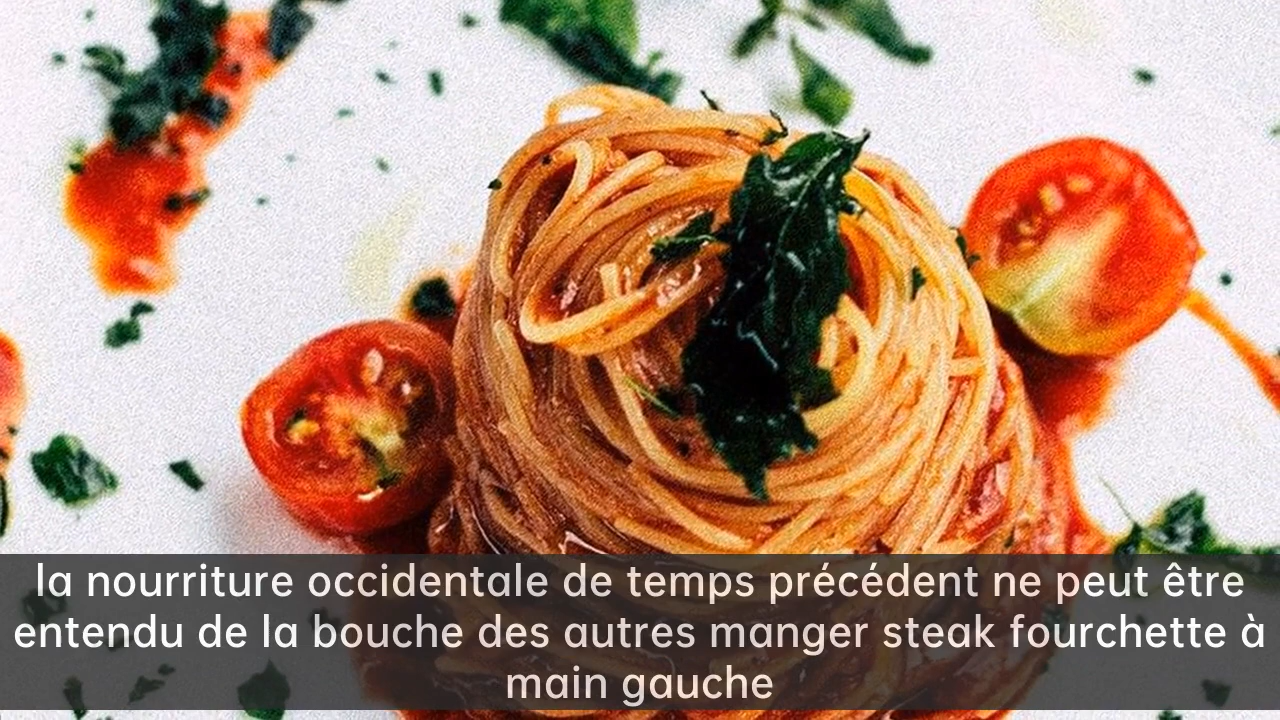 la nourriture occidentale de temps précédent ne peut être
entendu de la bouche des autres manger steak fourchette à
main gauche